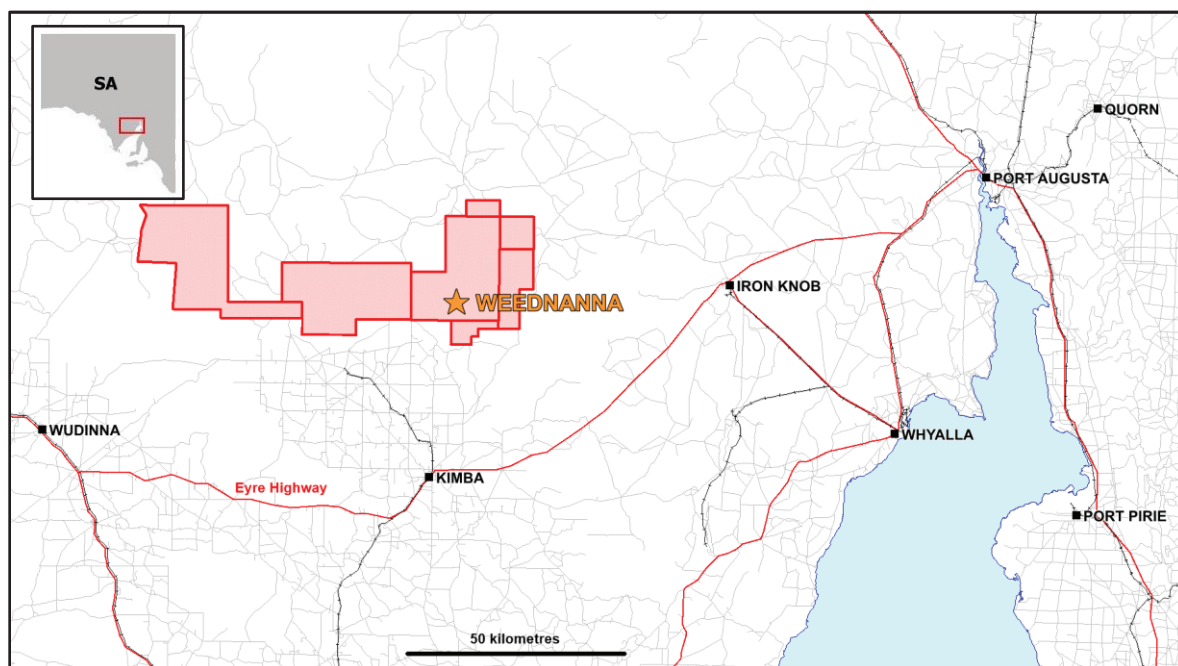 SA
QUORN
PORT AUGUSTA
IRON KNOB
WEEDNANNA
WUDINNA
WHYALLA
KIMBA
Eyre Highway
PORT PIRIE
50 kilometres